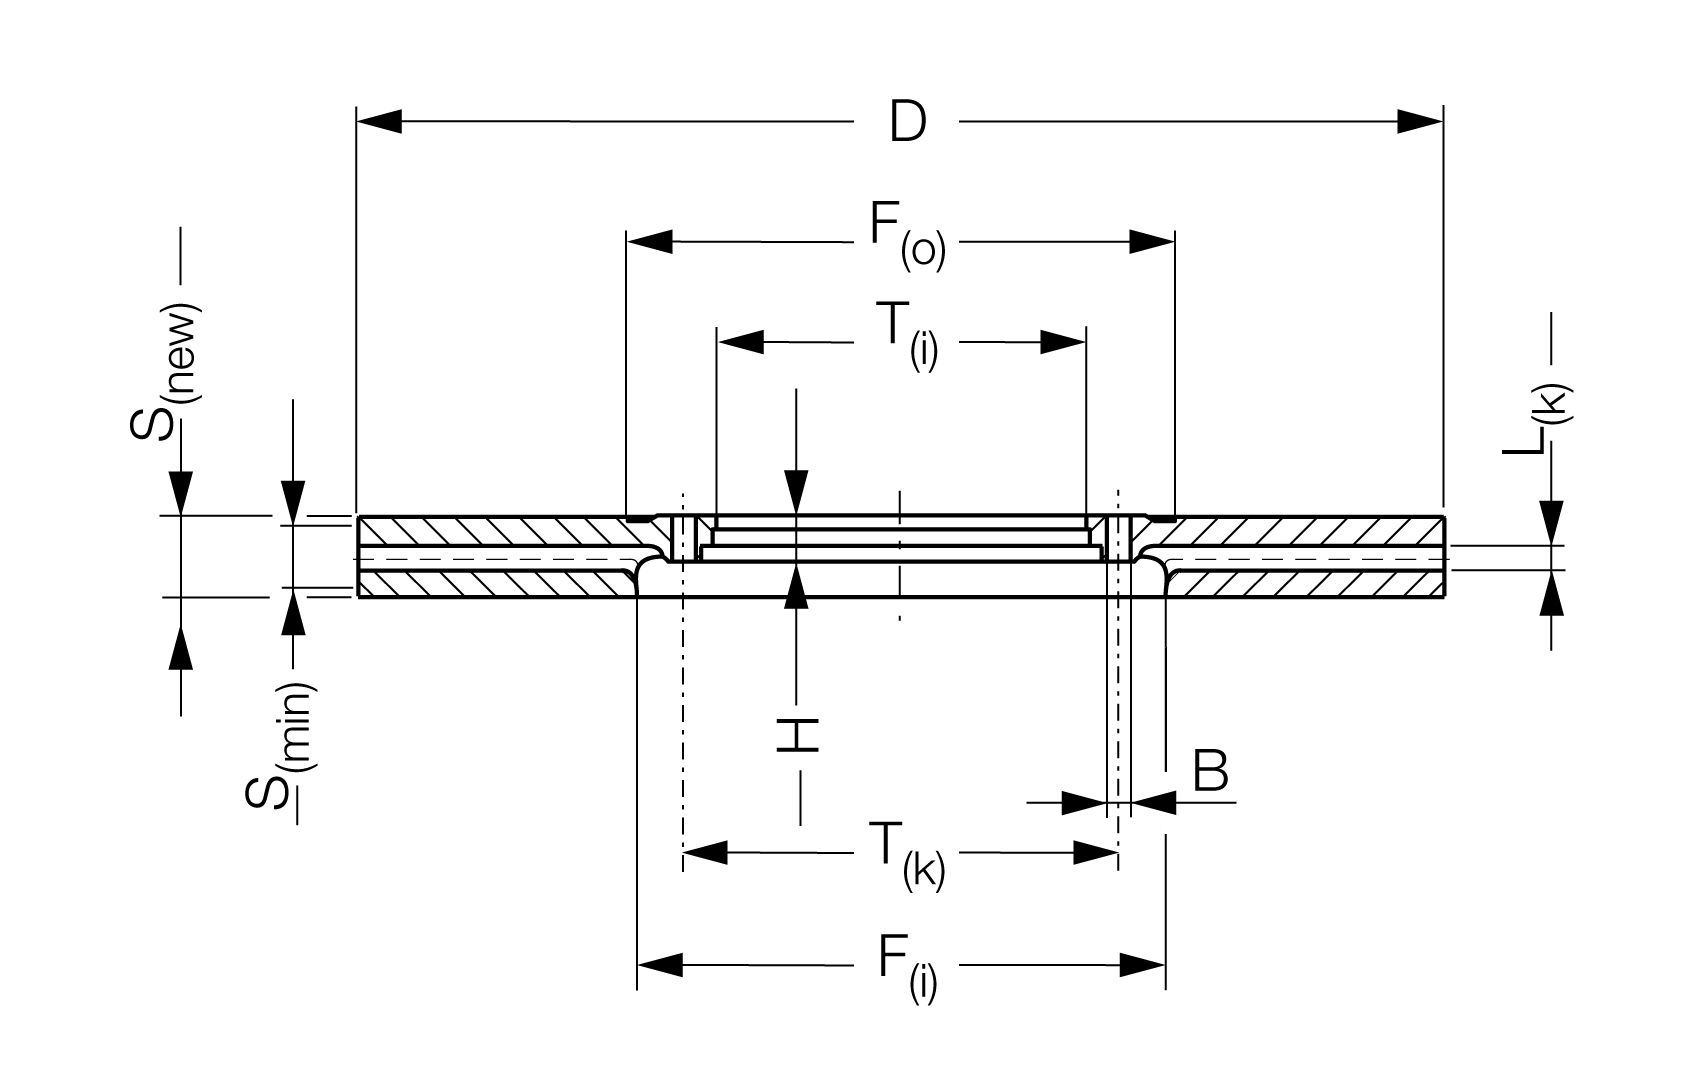 D
F(o)
T(i)
S(new)
L(k)
S(min)
H
B
T(k)
F(i)